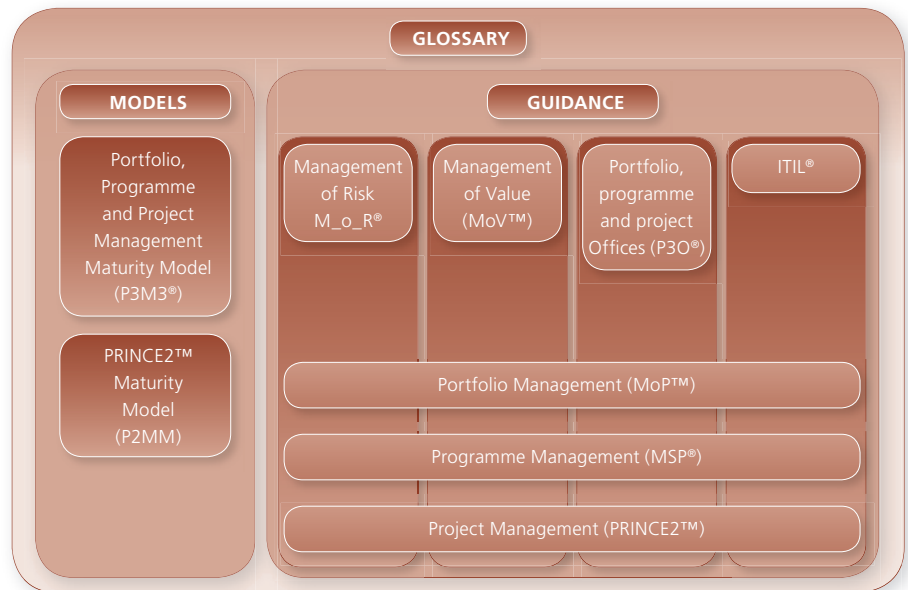 GLOSSARY
MODELS
Portfolio,
Programme
and Project
Management
Maturity Model
(P3M3®)
PRINCE2™
Maturity
Model
(P2MM)
GUIDANCE
Management
of Risk
M_o_R®
Management
of Value
(MoV™)
Portfolio,
programme
and project
Offices (P3O®)
ITIL®
Portfolio Management (MoP™)
Programme Management (MSP®)
Project Management (PRINCE2™)